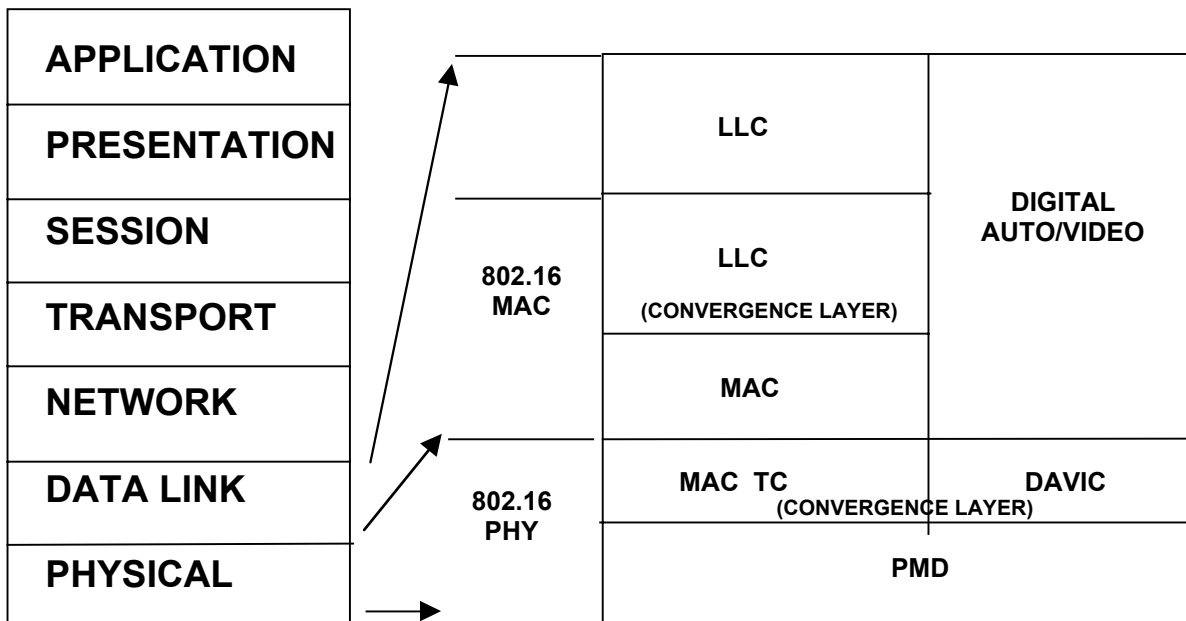 APPLICATION
PRESENTATION
SESSION
TRANSPORT
NETWORK
DATA LINK
PHYSICAL
802.16
MAC
802.16
PHY
LLC
LLC
(CONVERGENCE LAYER)
MAC
MAC TC
(CONVERGENCE LAYER)
DIGITAL
AUTO/VIDEO
DAVIC
PMD